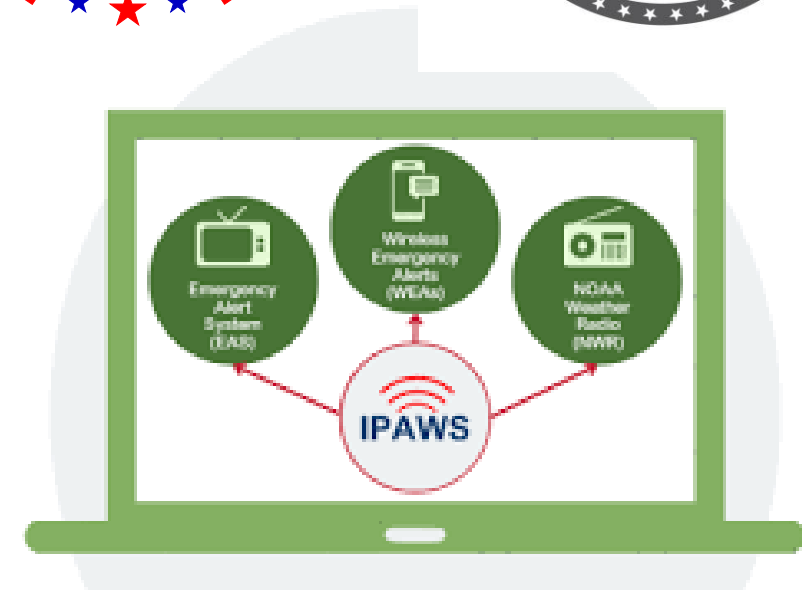 Wireless
Emergency
Alerts
(WEAs)
Emergency
Alert
System
(EAS)
NOAA
Weather
Radio
(NWR)
IPAWS